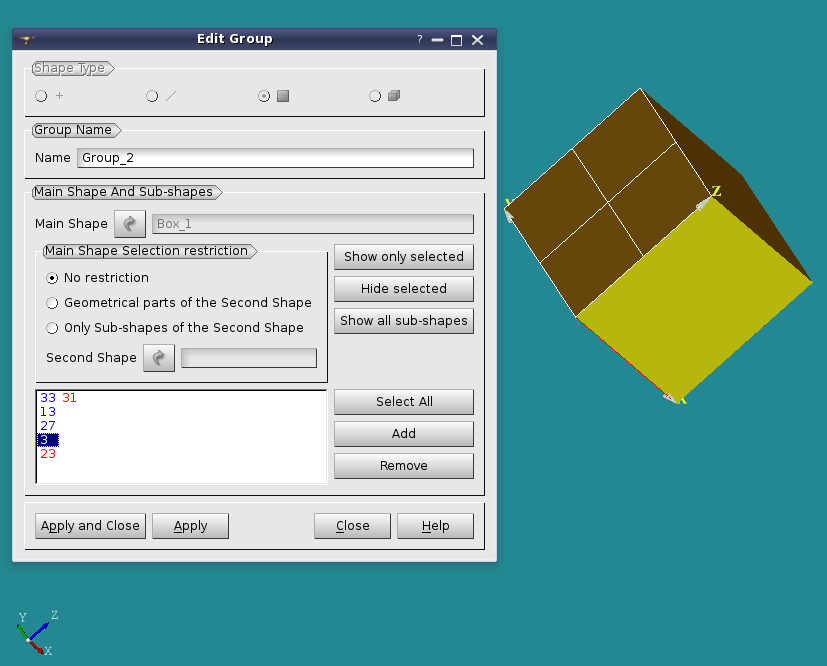 Edit Group
?
Shape Type
Group Name
Name Group_2
Main Shape And Sub-shapes
Main Shape Box_1
Main Shape Selection restriction
No restriction
Geometrical parts of the Second Shape
Only Sub-shapes of the Second Shape
Second Shape
Show only selected
Hide selected
Show all sub-shapes
33 31
13
27
3
23
Select All
Add
Remove
Apply and Close Apply Close Help
Z
Y
X
Y Z
X